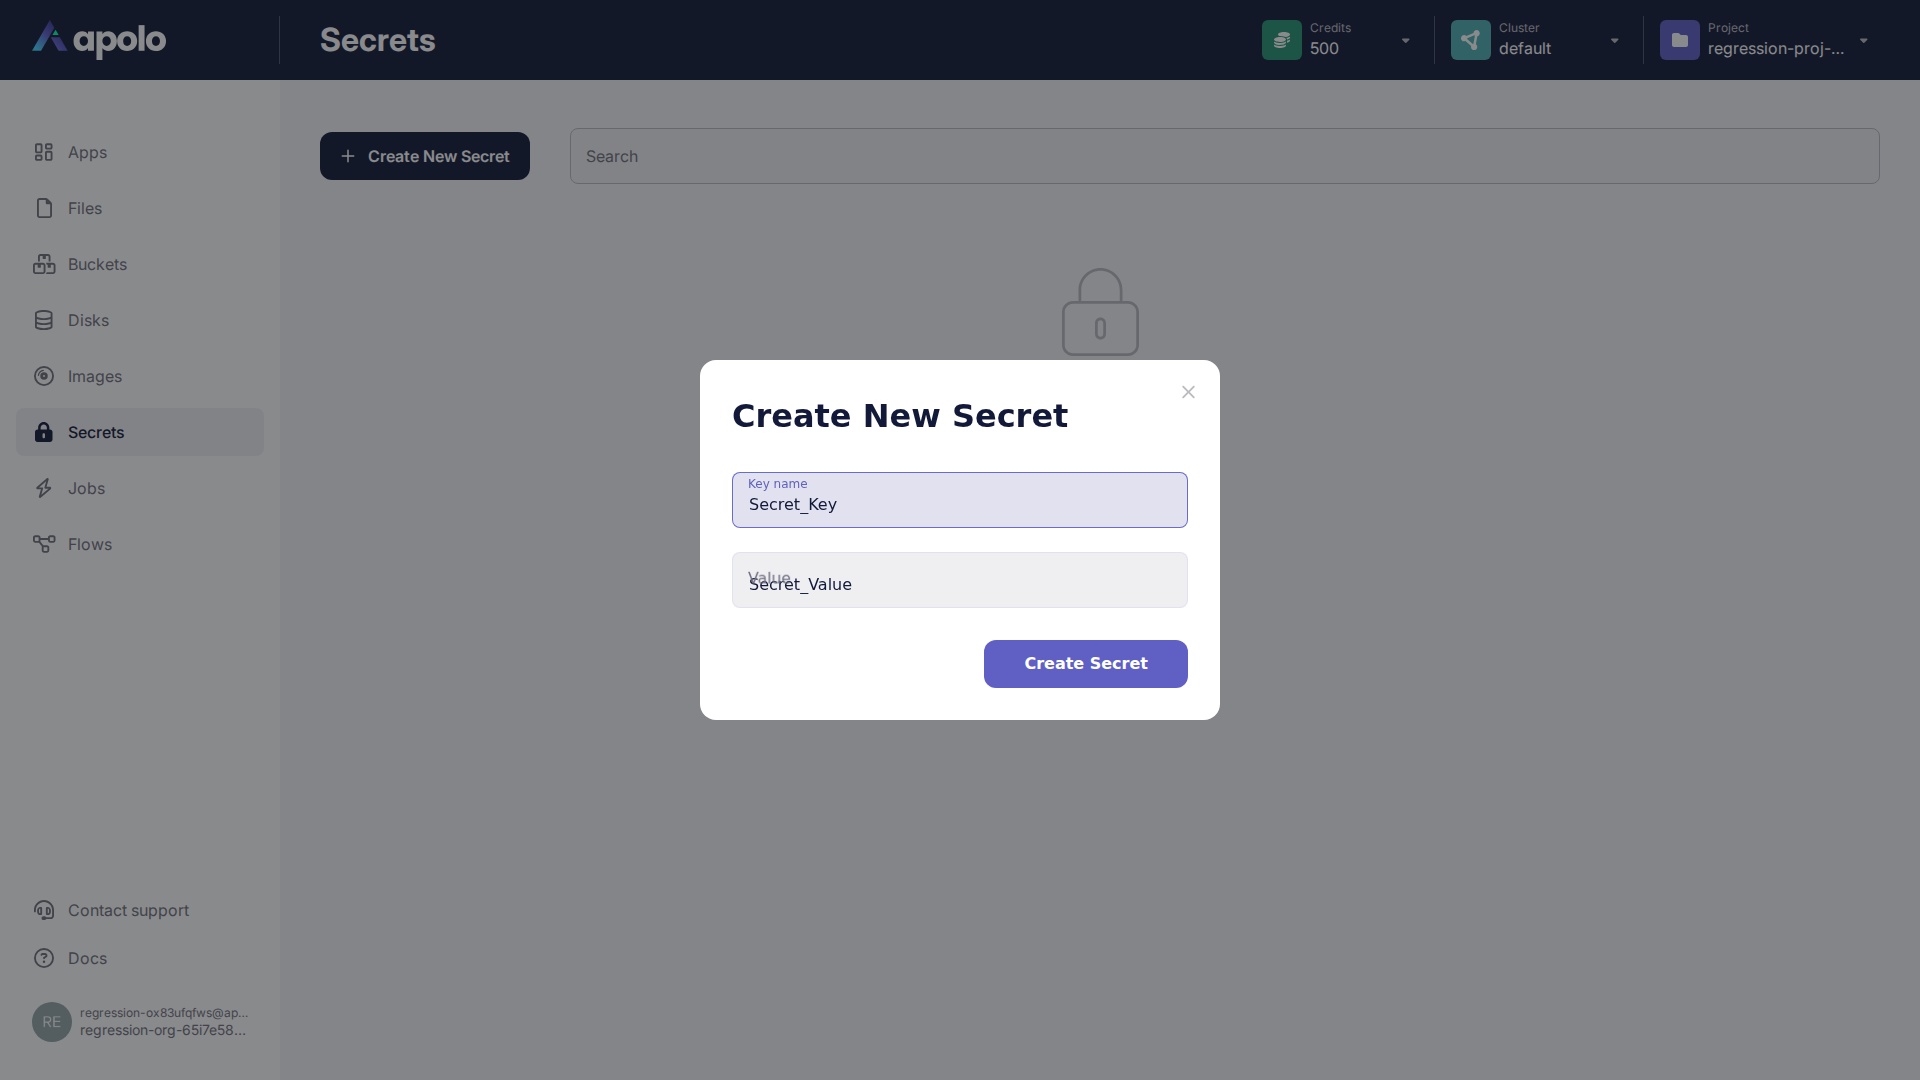 apolo
Secrets
Credits
500
Cluster
default
Project
regression-proj-...
Apps
Files
Buckets
Disks
Images
Secrets
Jobs
Flows
Contact support
Docs
RE
regression-ox83ufqfws@ap...
regression-org-65i7e58...
Create New Secret
Search
Create New Secret
Key name
Secret_Key
Value
Secret_Value
Create Secret